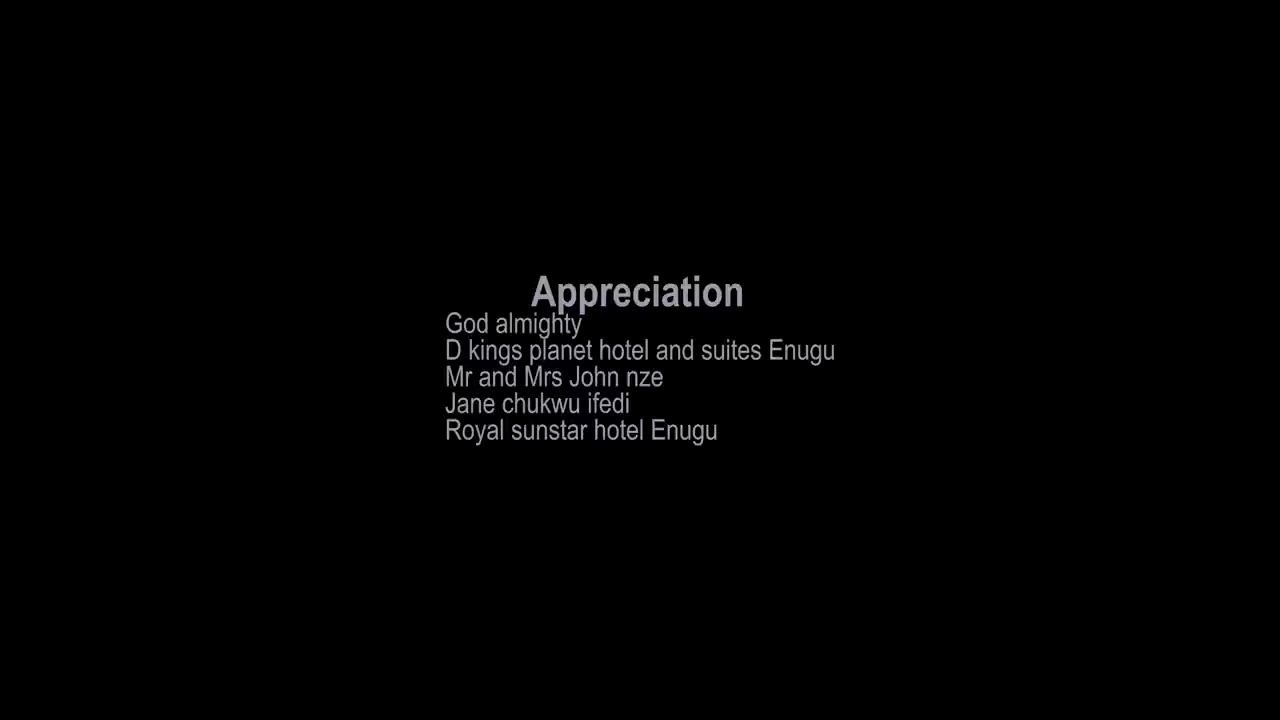 Appreciation
God almighty
D kings planet hotel and suites Enugu
Mr and Mrs John nze
Jane chukwu ifedi
Royal sunstar hotel Enugu